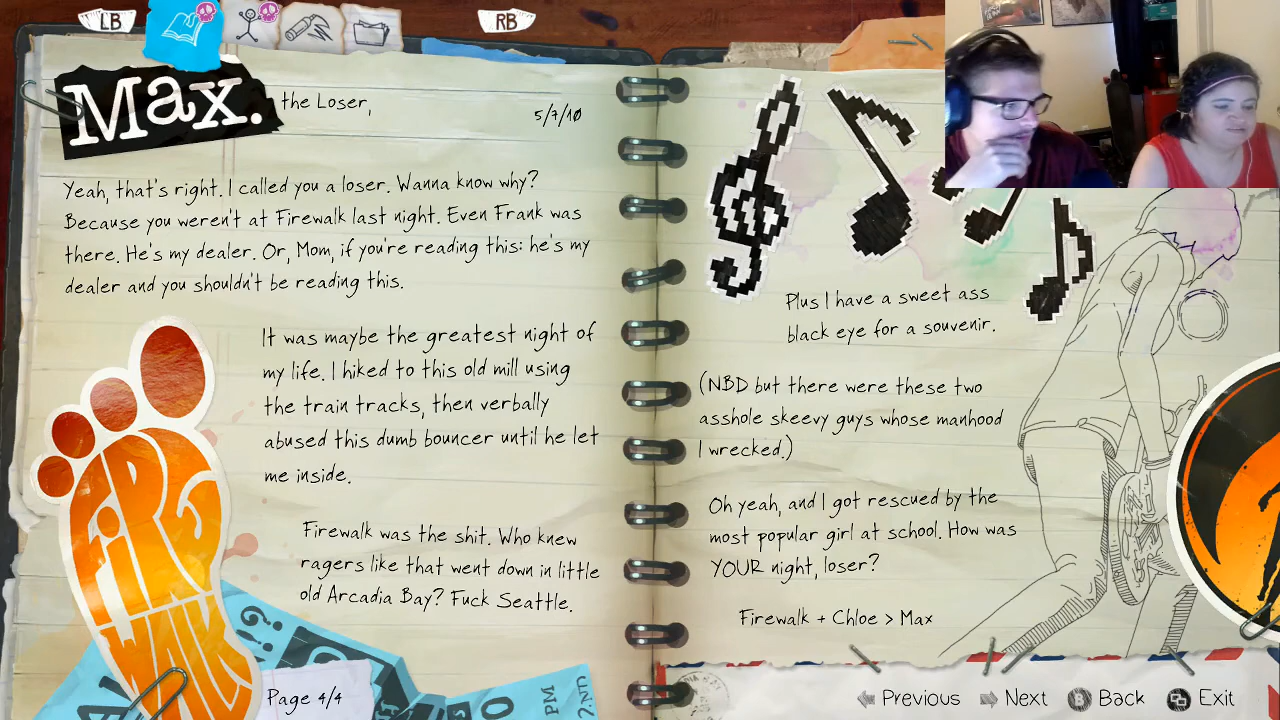 LB
RB
Max.
the Loser,
5/7/10
Yeah, that's right. I called you a loser. Wanna know why?
Because you weren't at Firewalk last night. Even Frank was
there. He's my dealer. Or, Mom, if you're reading this: he's my
dealer and you shouldn't be reading this.
It was maybe the greatest night of
my life. I hiked to this old mill using
the train tracks, then verbally
abused this dumb bouncer until he let
me inside.
Firewalk was the shit. Who knew
ragers like that went down in little
old Arcadia Bay? Fuck Seattle.
FIRE
WALK
PM
2.ND
Page 4/4
Plus I have a sweet ass
black eye for a souvenir.
(NBD but there were these two
asshole skeevy guys whose manhood
I wrecked.)
Oh yeah, and I got rescued by the
most popular girl at school. How was
YOUR night, loser?
Firewalk + Chloe > Max
Previous
Next
B Back
Exit